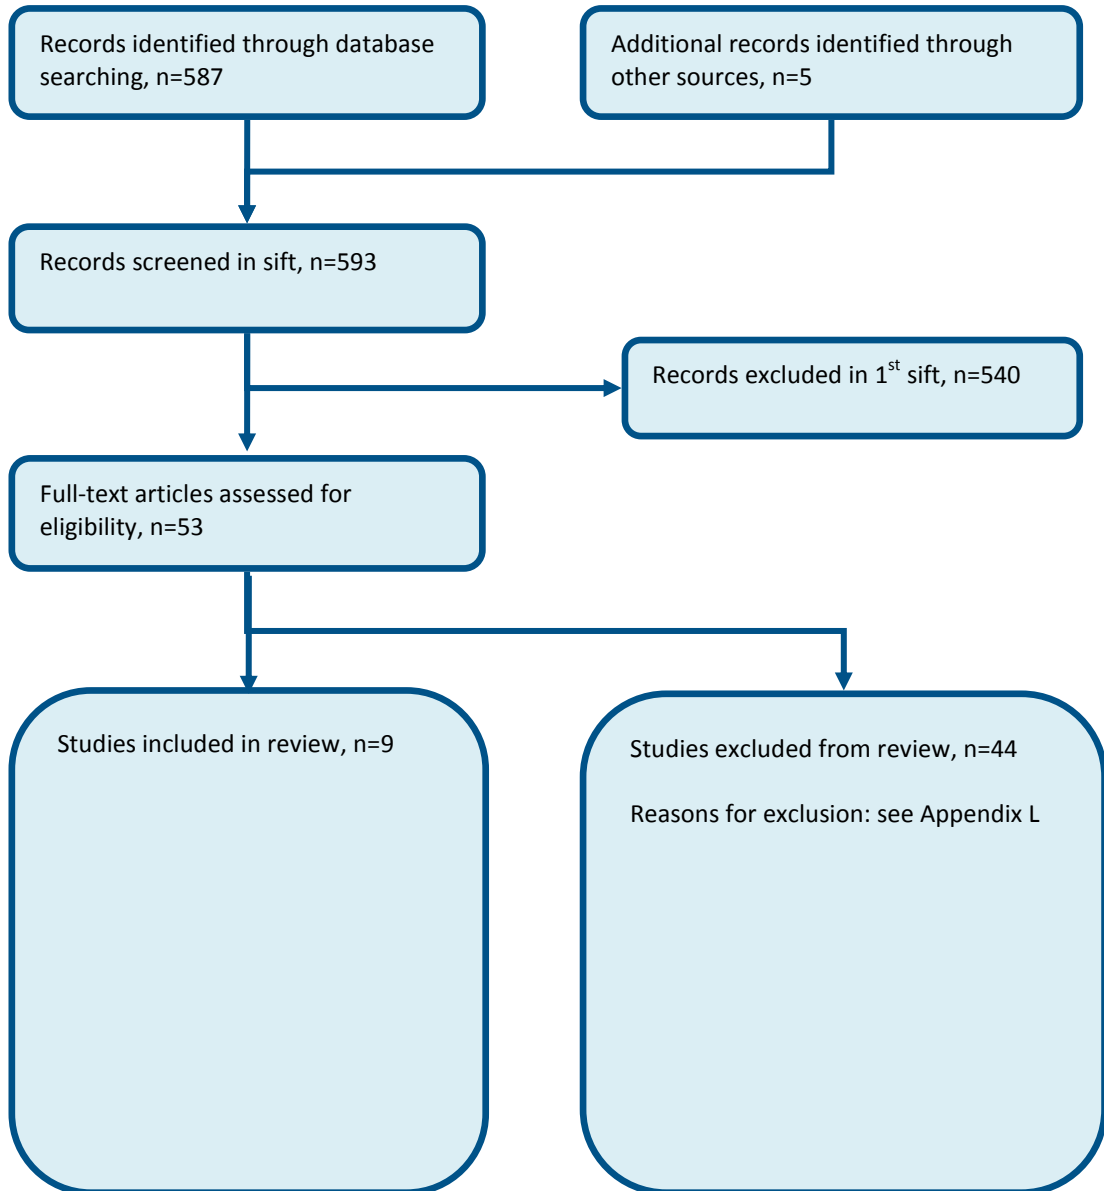 Records identified through database
searching, n=587
Additional records identified through
other sources, n=5
Records screened in sift, n=593
Records excluded in 1st sift, n=540
Full-text articles assessed for
eligibility, n=53
Studies included in review, n=9
Studies excluded from review, n=44
Reasons for exclusion: see Appendix L